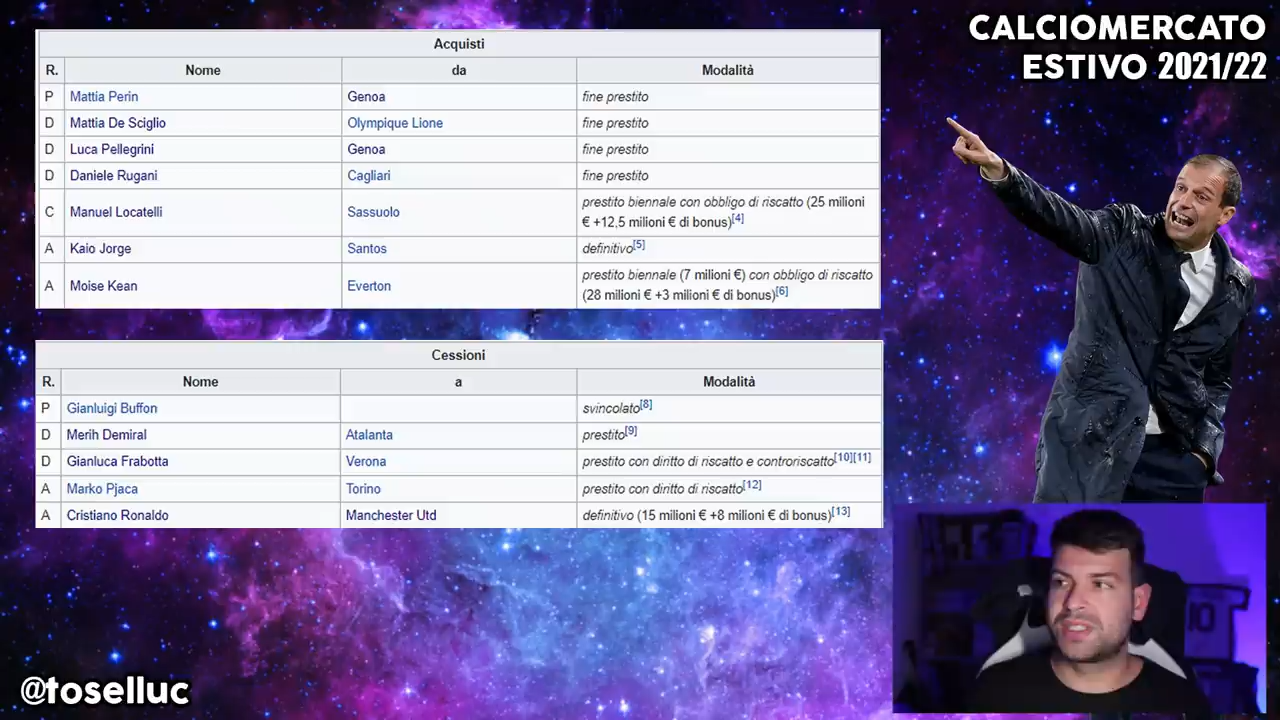 CALCIOMERCATO
ESTIVO 2021/22
Acquisti
R. Nome da Modalità
P Mattia Perin Genoa fine prestito
D Mattia De Sciglio Olympique Lione fine prestito
D Luca Pellegrini Genoa fine prestito
D Daniele Rugani Cagliari fine prestito
C Manuel Locatelli Sassuolo prestito biennale con obbligo di riscatto (25 milioni
€ +12,5 milioni € di bonus)[4]
A Kaio Jorge Santos definitivo[5]
A Moise Kean Everton prestito biennale (7 milioni €) con obbligo di riscatto
(28 milioni € +3 milioni € di bonus)[6]
Cessioni
R. Nome a Modalità
P Gianluigi Buffon svincolato[8]
D Merih Demiral Atalanta prestito[9]
D Gianluca Frabotta Verona prestito con diritto di riscatto e controriscatto[10][11]
A Marko Pjaca Torino prestito con diritto di riscatto[12]
A Cristiano Ronaldo Manchester Utd definitivo (15 milioni € +8 milioni € di bonus)[13]
10
@toselluc